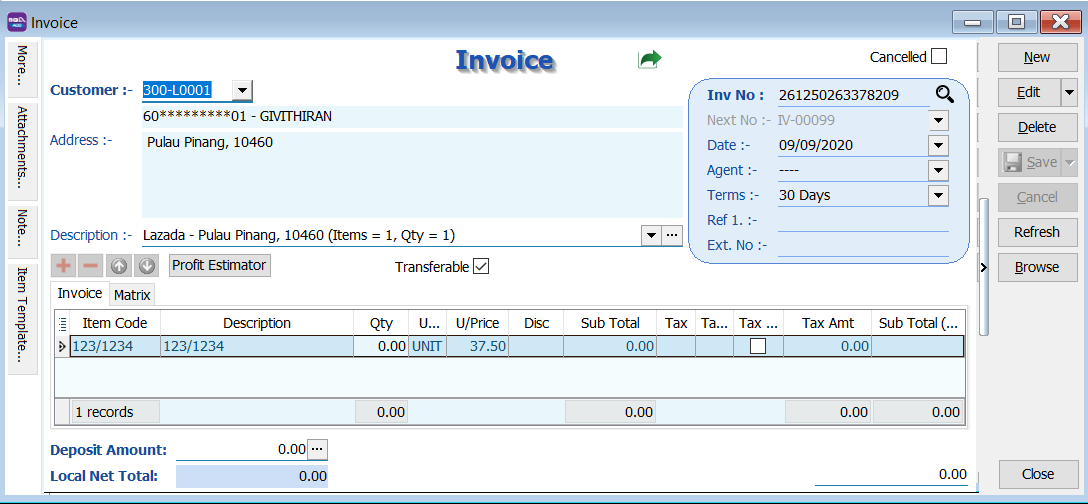 Invoice
More...
Attachments...
Note...
Item Template...
Invoice
Cancelled
Customer :- 300-L0001
60*********01 - GIVITHIRAN
Address :- Pulau Pinang, 10460
Description :- Lazada - Pulau Pinang, 10460 (Items = 1, Qty = 1)
Inv No : 261250263378209
Next No :- IV-00099
Date :- 09/09/2020
Agent :- ----
Terms :- 30 Days
Ref 1. :-
Ext. No :-
Profit Estimator
Transferable
Invoice Matrix
Item Code Description Qty U... U/Price Disc Sub Total Tax Ta... Tax ... Tax Amt Sub Total (...
123/1234 123/1234 0.00 UNIT 37.50 0.00 0.00
1 records 0.00 0.00 0.00 0.00
Deposit Amount: 0.00 ...
Local Net Total: 0.00 0.00
New
Edit
Delete
Save
Cancel
Refresh
Browse
Close